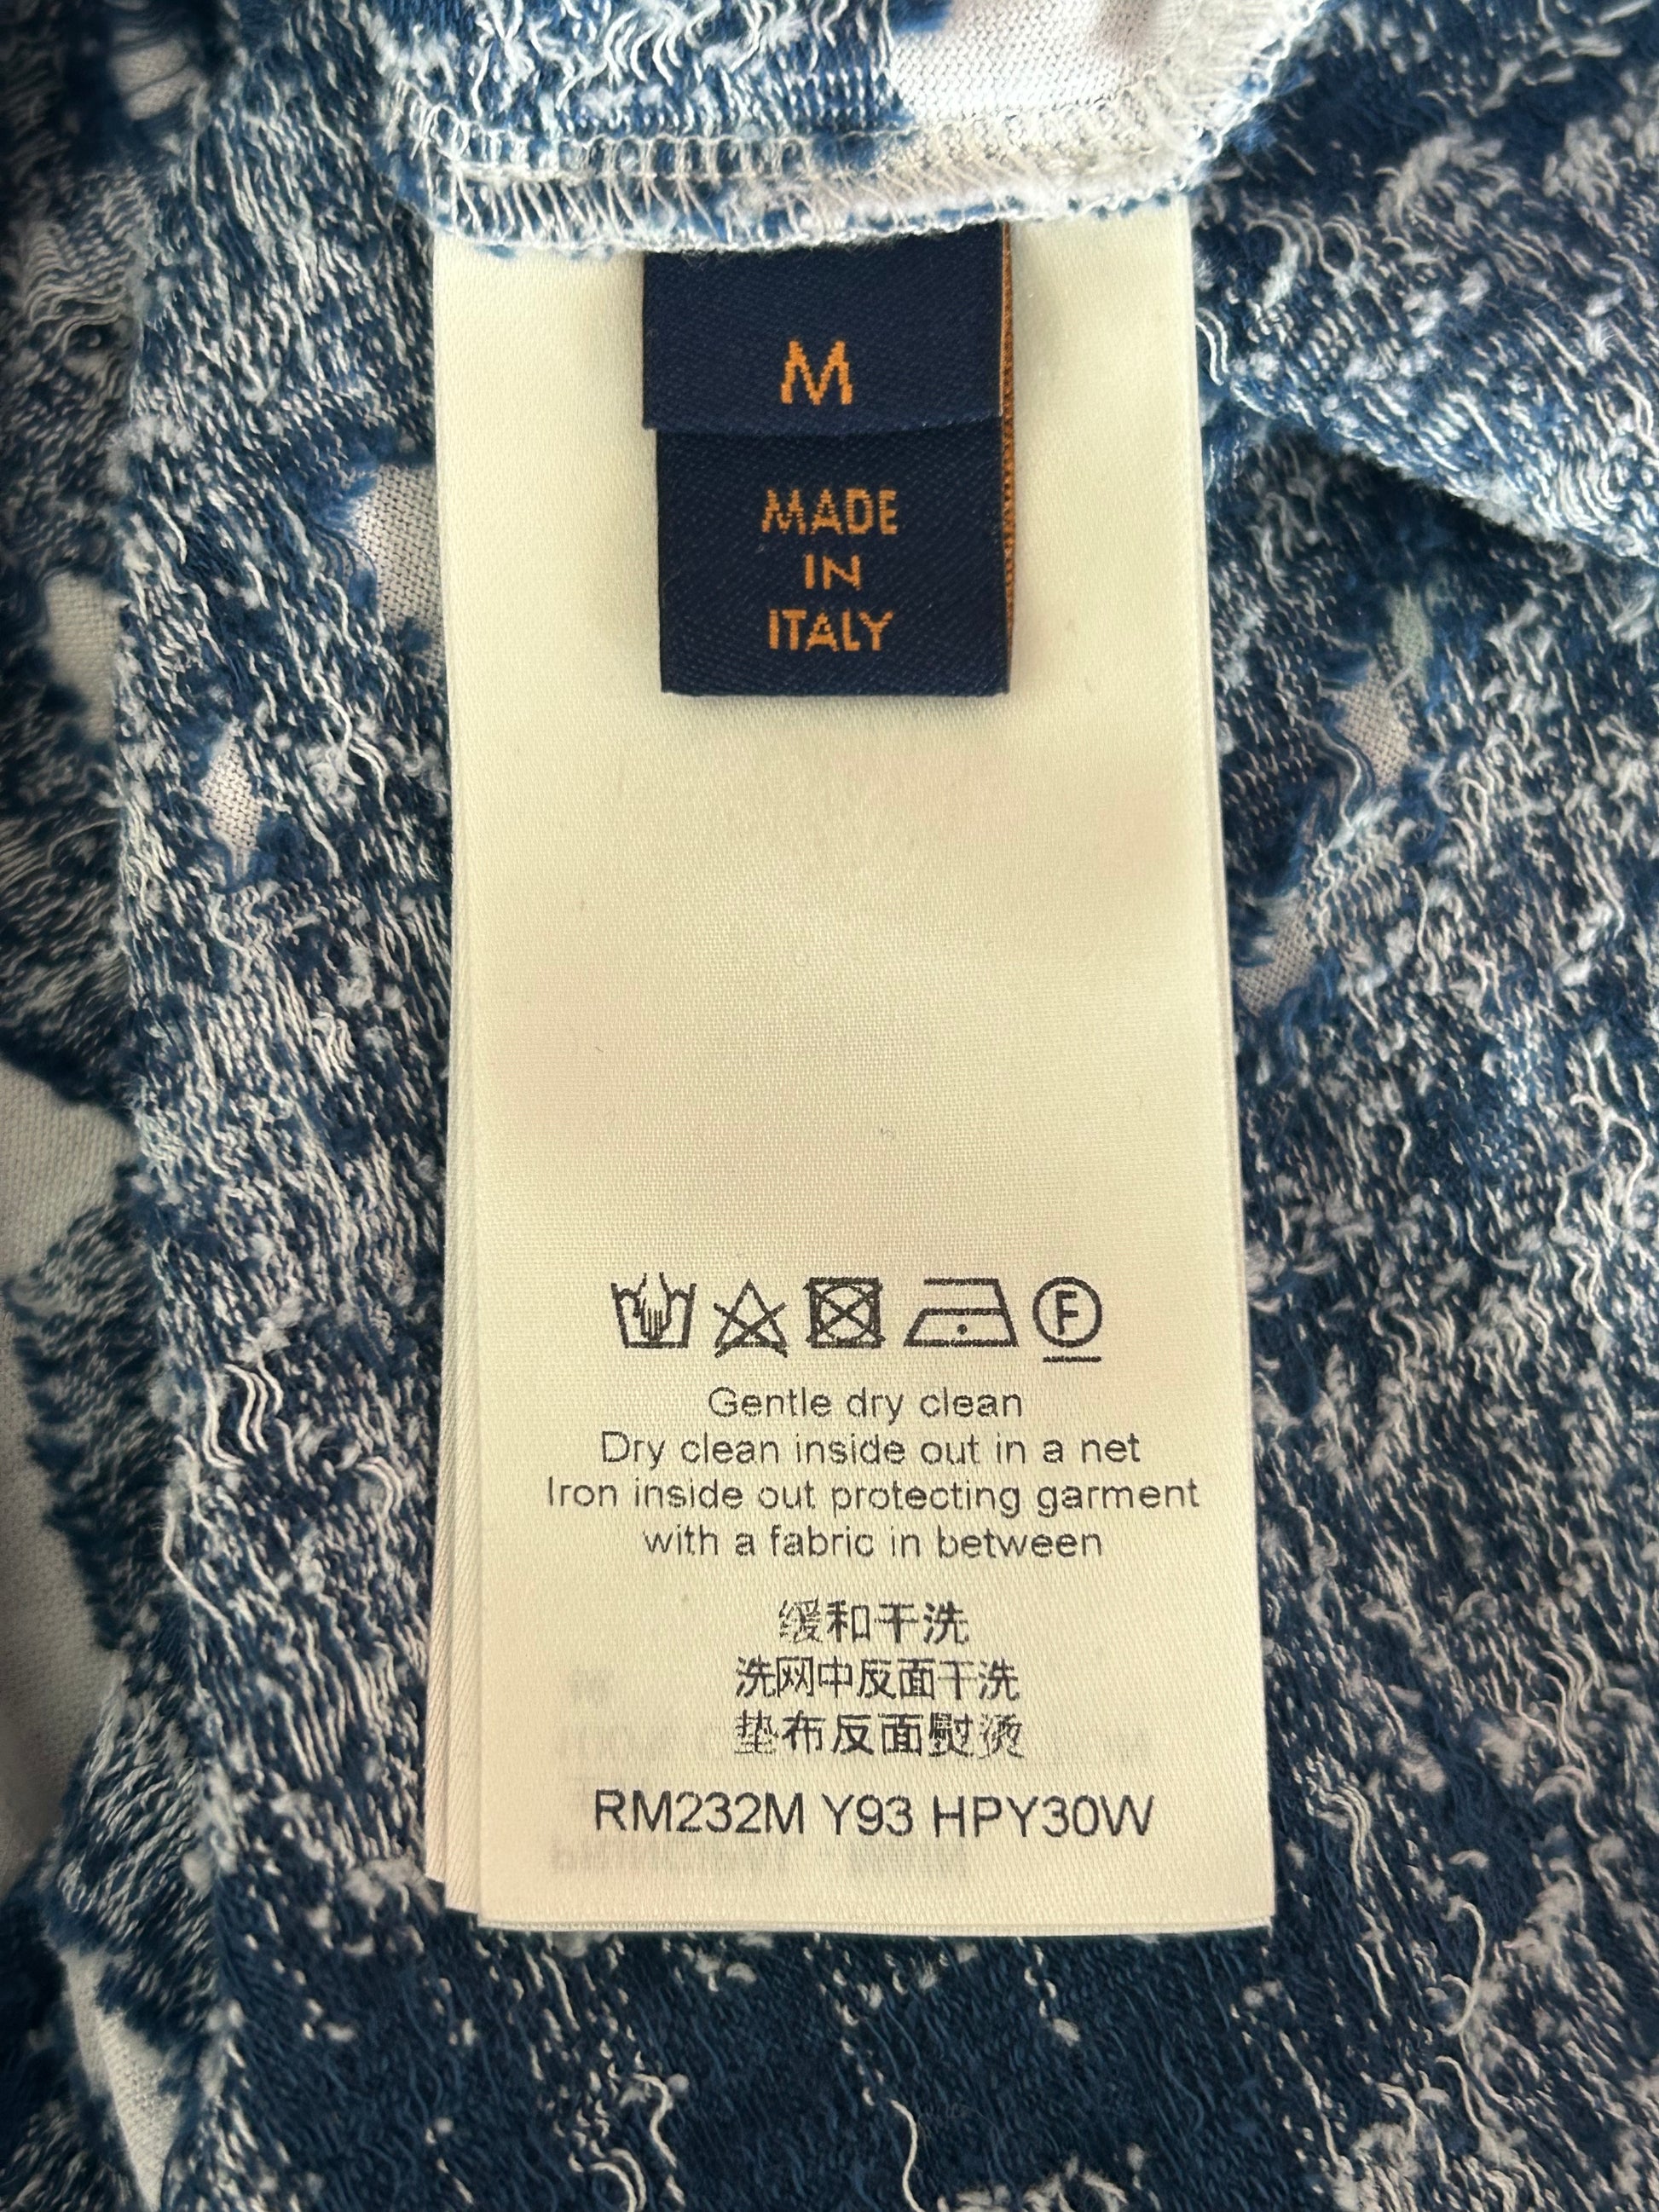 M
MADE
IN
ITALY
F
Gentle dry clean
Dry clean inside out in a net
Iron inside out protecting garment
with a fabric in between
缓和干洗
洗网中反面干洗
垫布反面熨烫
RM232M Y93 HPY30W